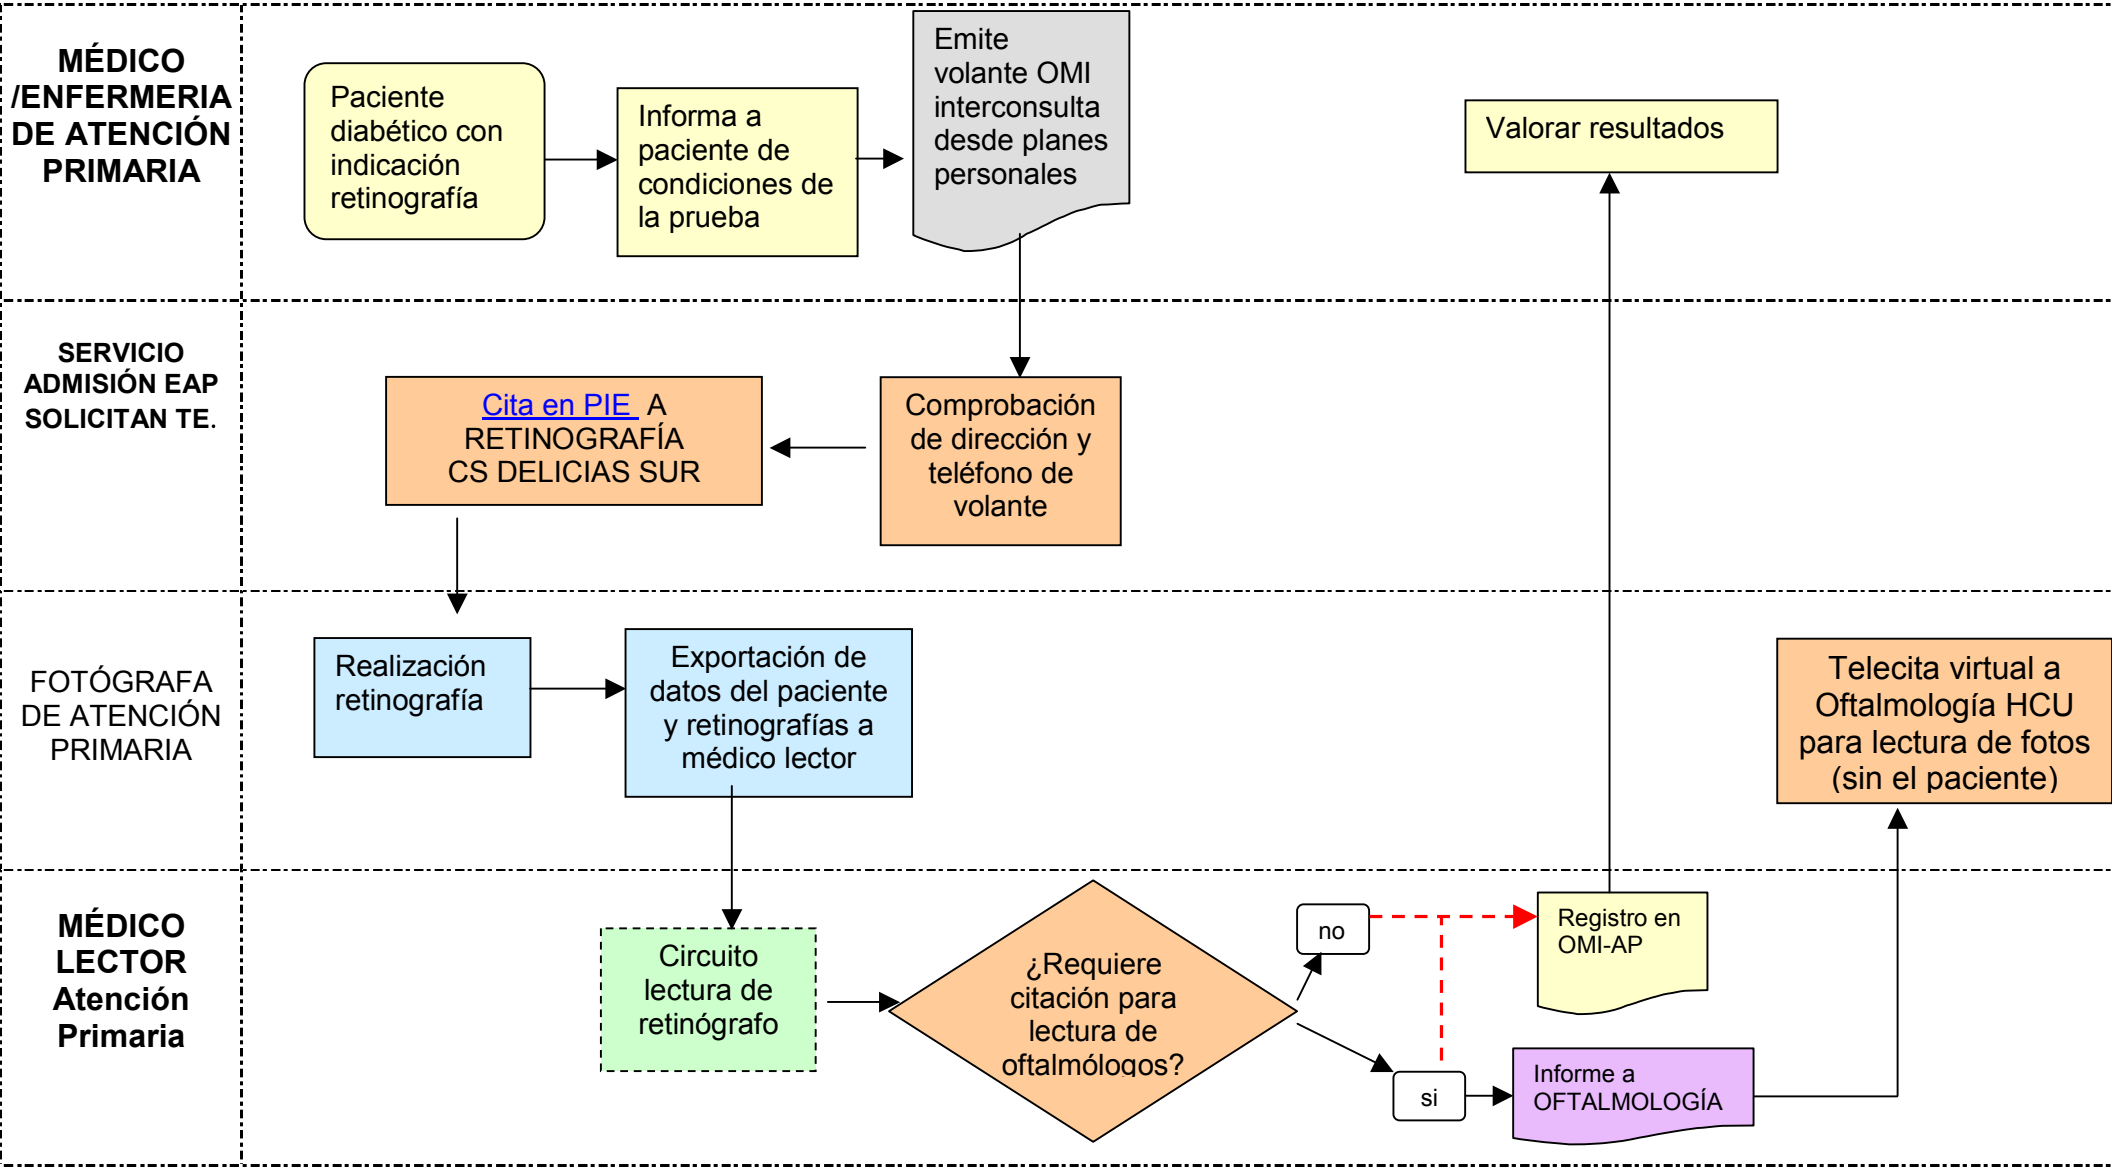 MÉDICO
/ENFERMERIA
DE ATENCIÓN
PRIMARIA
Paciente
diabético con
indicación
retinografía
Informa a
paciente de
condiciones de
la prueba
Emite
volante OMI
interconsulta
desde planes
personales
Valorar resultados
SERVICIO
ADMISIÓN EAP
SOLICITAN TE.
Cita en PIE A
RETINOGRAFÍA
CS DELICIAS SUR
Comprobación
de dirección y
teléfono de
volante
FOTÓGRAFA
DE ATENCIÓN
PRIMARIA
Realización
retinografía
Exportación de
datos del paciente
y retinografías a
médico lector
Telecita virtual a
Oftalmología HCU
para lectura de fotos
(sin el paciente)
MÉDICO
LECTOR
Atención
Primaria
Circuito
lectura de
retinógrafo
¿Requiere
citación para
lectura de
oftalmólogos?
no
si
Registro en
OMI-AP
Informe a
OFTALMOLOGÍA